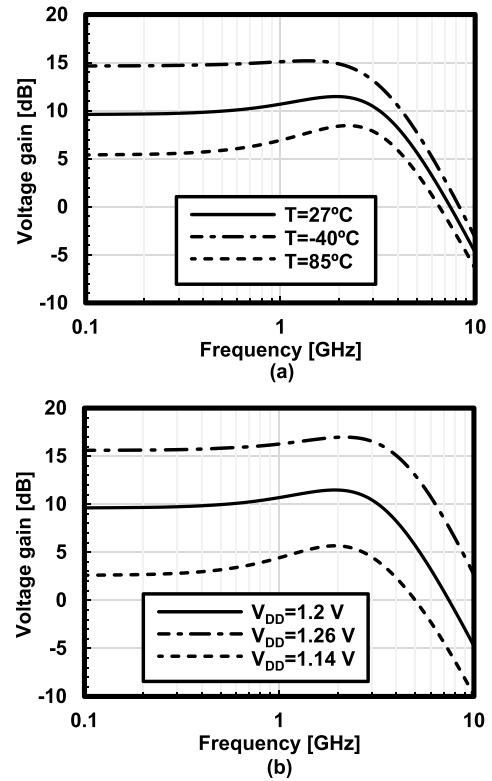 20
15
10
5
0
-5
-10
Voltage gain [dB]
T=27ºC
T=-40ºC
T=85ºC
0.1 1 10
Frequency [GHz]
(a)
20
15
10
5
0
-5
-10
Voltage gain [dB]
VDD=1.2 V
VDD=1.26 V
VDD=1.14 V
0.1 1 10
Frequency [GHz]
(b)